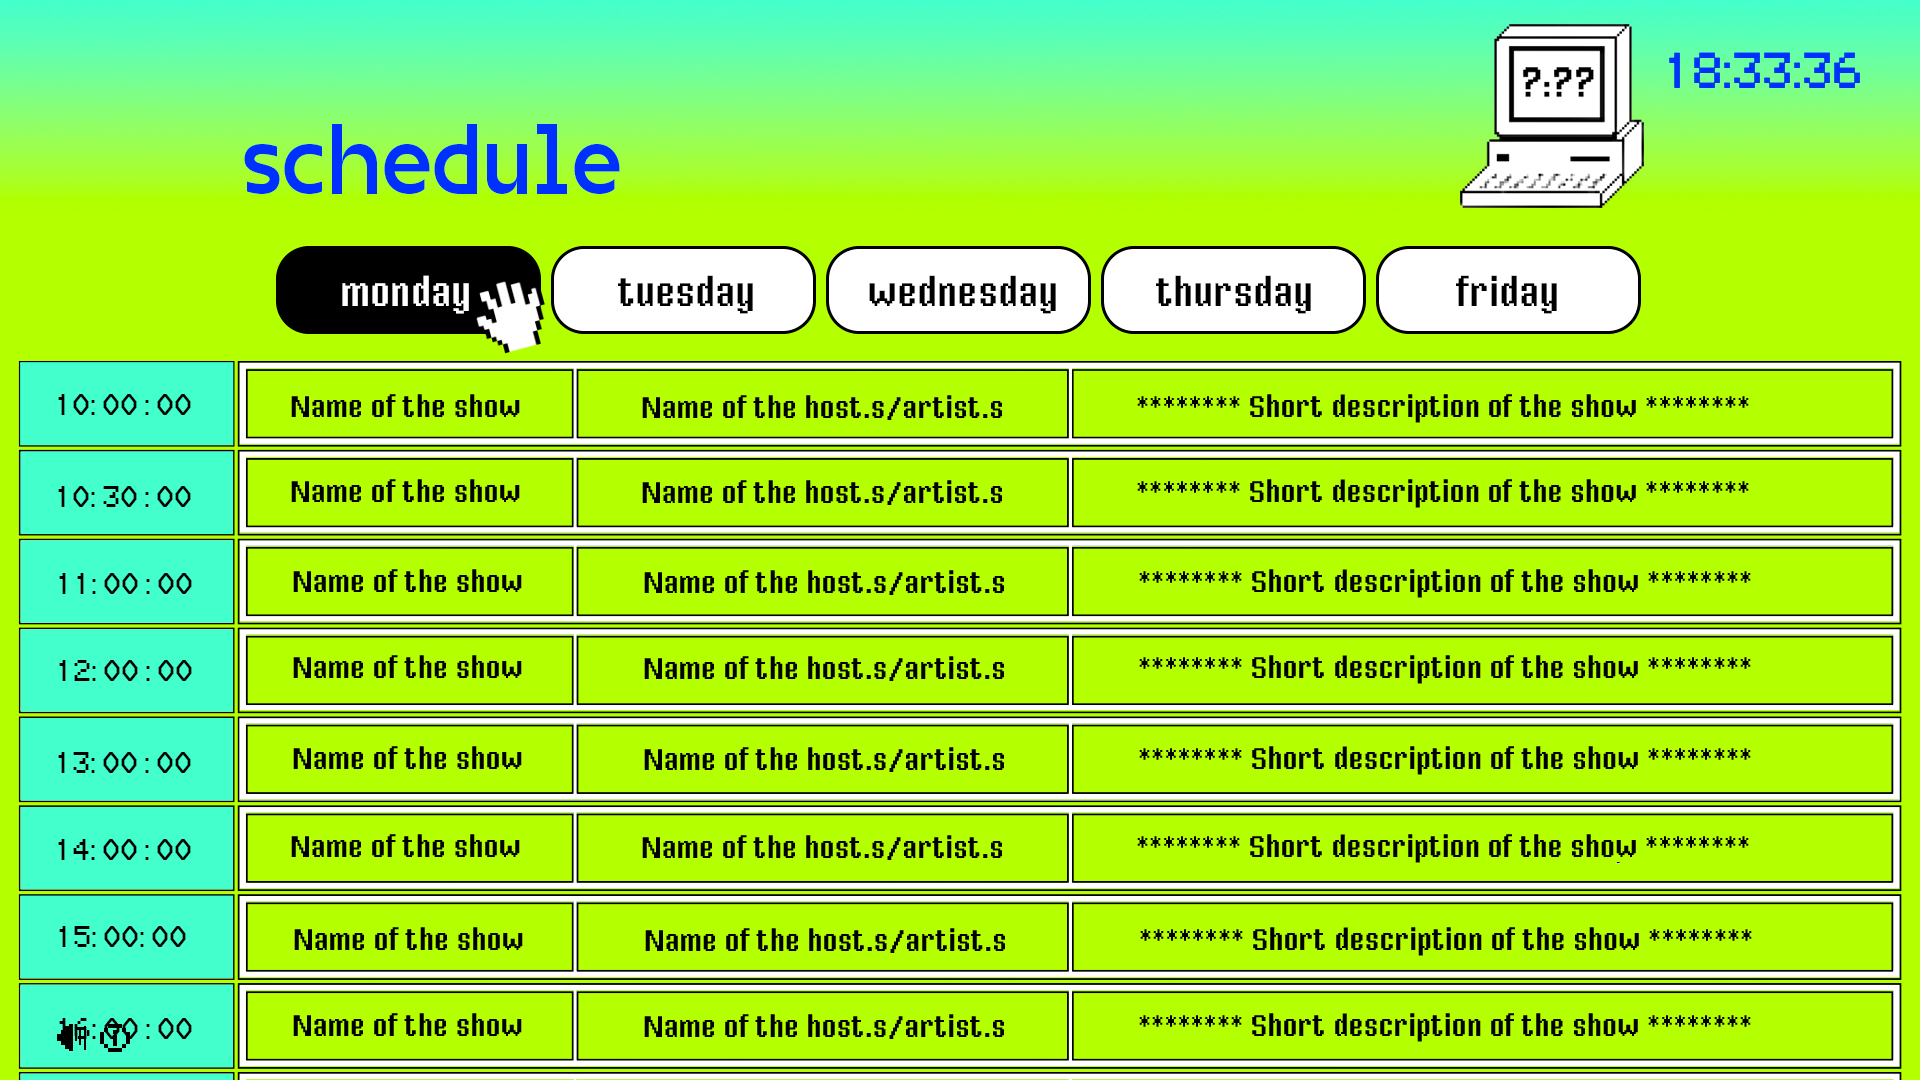 ?:??
18:33:36
schedule
monday tuesday wednesday thursday friday
10:00:00 Name of the show Name of the host.s/artist.s ******** Short description of the show ********
10:30:00 Name of the show Name of the host.s/artist.s ******** Short description of the show ********
11:00:00 Name of the show Name of the host.s/artist.s ******** Short description of the show ********
12:00:00 Name of the show Name of the host.s/artist.s ******** Short description of the show ********
13:00:00 Name of the show Name of the host.s/artist.s ******** Short description of the show ********
14:00:00 Name of the show Name of the host.s/artist.s ******** Short description of the show ********
15:00:00 Name of the show Name of the host.s/artist.s ******** Short description of the show ********
16:00:00 Name of the show Name of the host.s/artist.s ******** Short description of the show ********